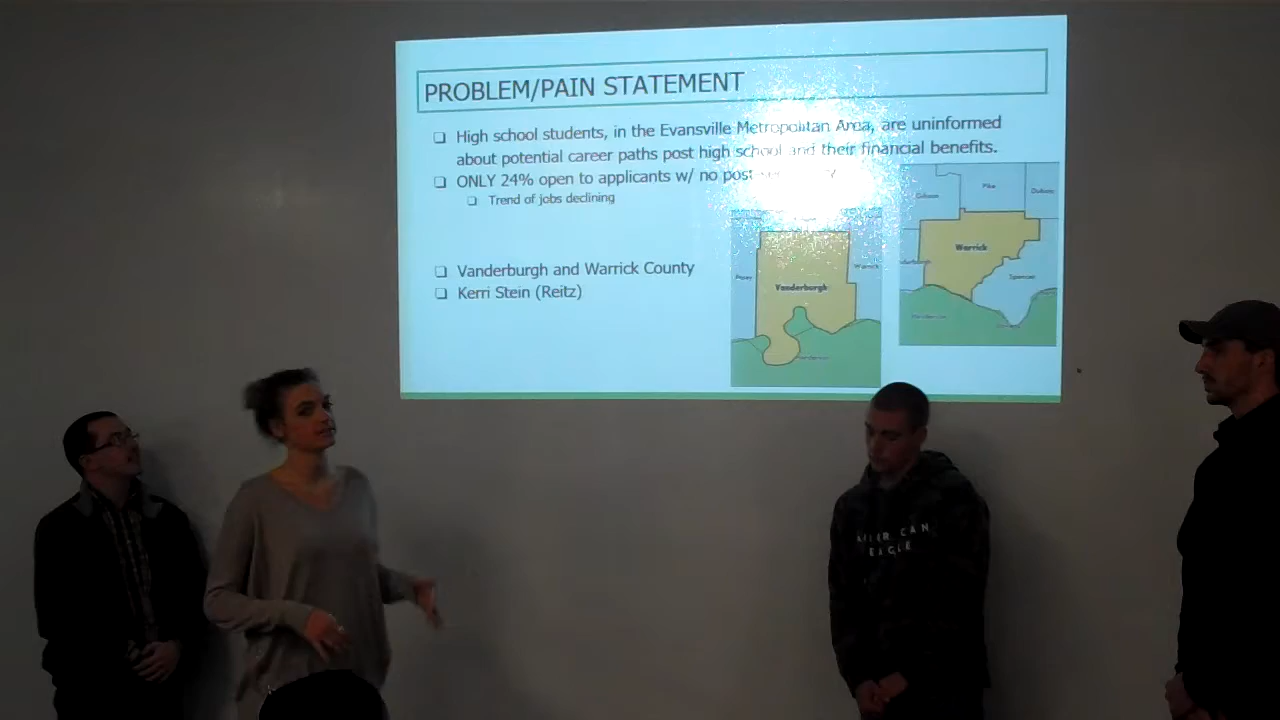 PROBLEM/PAIN STATEMENT
❑ High school students, in the Evansville Metropolitan Area, are uninformed
about potential career paths post high school and their financial benefits.
❑ ONLY 24% open to applicants w/ no post
❑ Trend of jobs declining
❑ Vanderburgh and Warrick County
❑ Kerri Stein (Reitz)
Gibson
Pike
Dubois
Warrick
Spencer
Posey
Warrick
Vanderburgh
Henderson
AMERICAN
EAGLE